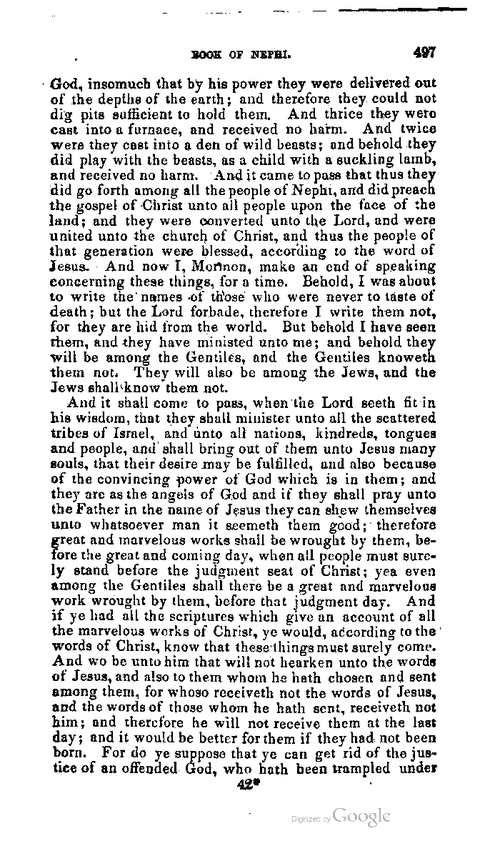 BOOK OF NEPHI. 497
God, insomuch that by his power they were delivered out
of the depths of the earth; and therefore they could not
dig pits sufficient to hold them. And thrice they were
cast into a furnace, and received no harm. And twice
were they cast into a den of wild beasts; and behold they
did play with the beasts, as a child with a suckling lamb,
and received no harm. And it came to pass that thus they
did go forth among all the people of Nephi, and did preach
the gospel of Christ unto all people upon the face of the
land; and they were converted unto the Lord, and were
united unto the church of Christ, and thus the people of
that generation were blessed, according to the word of
Jesus. And now I, Mormon, make an end of speaking
concerning these things, for a time. Behold, I was about
to write the names of those who were never to taste of
death; but the Lord forbade, therefore I write them not,
for they are hid from the world. But behold I have seen
them, and they have ministed unto me; and behold they
will be among the Gentiles, and the Gentiles knoweth
them not. They will also be among the Jews, and the
Jews shall know them not.
And it shall come to pass, when the Lord seeth fit in
his wisdom, that they shall minister unto all the scattered
tribes of Israel, and unto all nations, kindreds, tongues
and people, and shall bring out of them unto Jesus many
souls, that their desire may be fulfilled, and also because
of the convincing power of God which is in them; and
they are as the angels of God and if they shall pray unto
the Father in the name of Jesus they can shew themselves
unto whatsoever man it seemeth them good; therefore
great and marvelous works shall be wrought by them, be-
fore the great and coming day, when all people must sure-
ly stand before the judgment seat of Christ; yea even
among the Gentiles shall there be a great and marvelous
work wrought by them, before that judgment day. And
if ye had all the scriptures which give an account of all
the marvelous works of Christ, ye would, according to the
words of Christ, know that these things must surely come.
And wo be unto him that will not hearken unto the words
of Jesus, and also to them whom he hath chosen and sent
among them, for whoso receiveth not the words of Jesus,
and the words of those whom he hath sent, receiveth not
him; and therefore he will not receive them at the last
day; and it would be better for them if they had not been
born. For do ye suppose that ye can get rid of the jus-
tice of an offended God, who hath been trampled under
42*
Digitized by Google